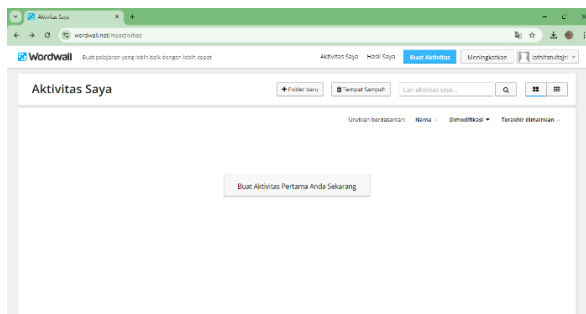 Aktivitas Saya
wordwall.net/myactivities
Wordwall Buat pelajaran yang lebih baik dengan lebih cepat Aktivitas Saya Hasil Saya Buat Aktivitas Meningkatkan
Aktivitas Saya + Folder baru Tempat Sampah Cari aktivitas saya...
Urutkan berdasarkan: Nama Dimodifikasi Terakhir dimainkan
Buat Aktivitas Pertama Anda Sekarang